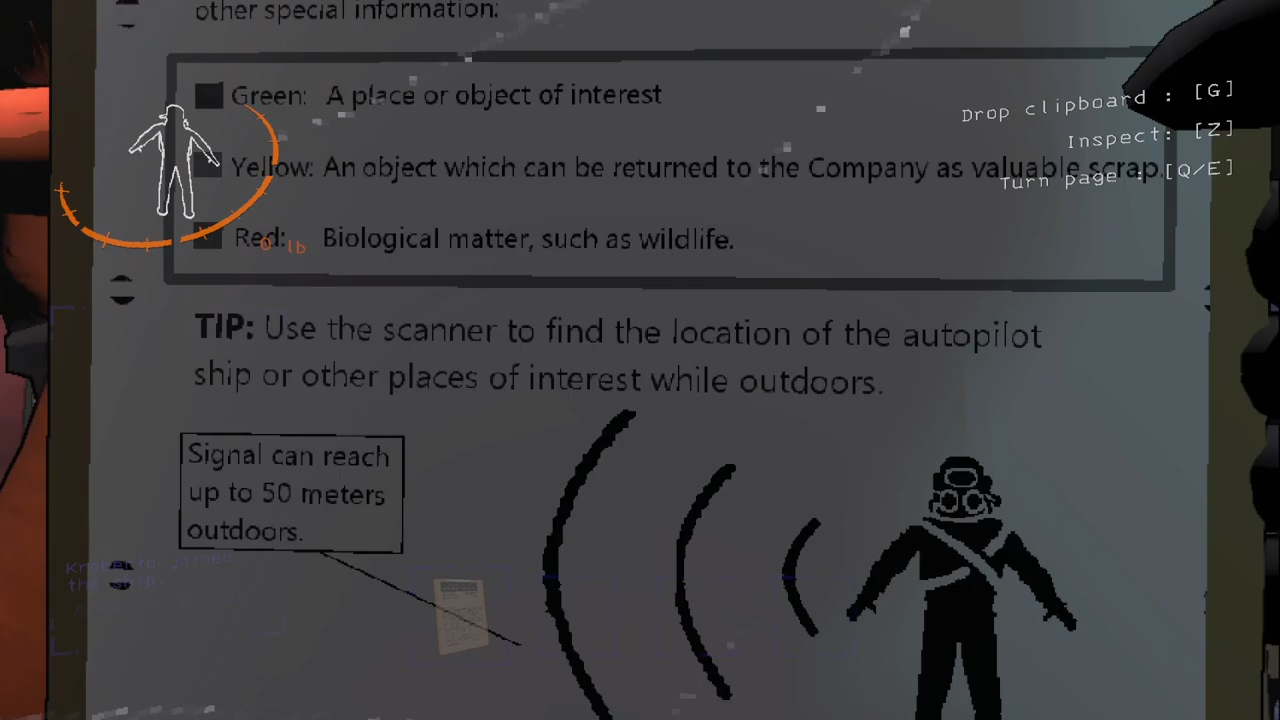 other special information:
Green: A place or object of interest
Drop clipboard : [G]
Inspect: [Z]
Yellow: An object which can be returned to the Company as valuable scrap.
Turn page : [Q/E]
Red: Biological matter, such as wildlife.
0 lb
TIP: Use the scanner to find the location of the autopilot
ship or other places of interest while outdoors.
Signal can reach
up to 50 meters
outdoors.
joined
the ship.